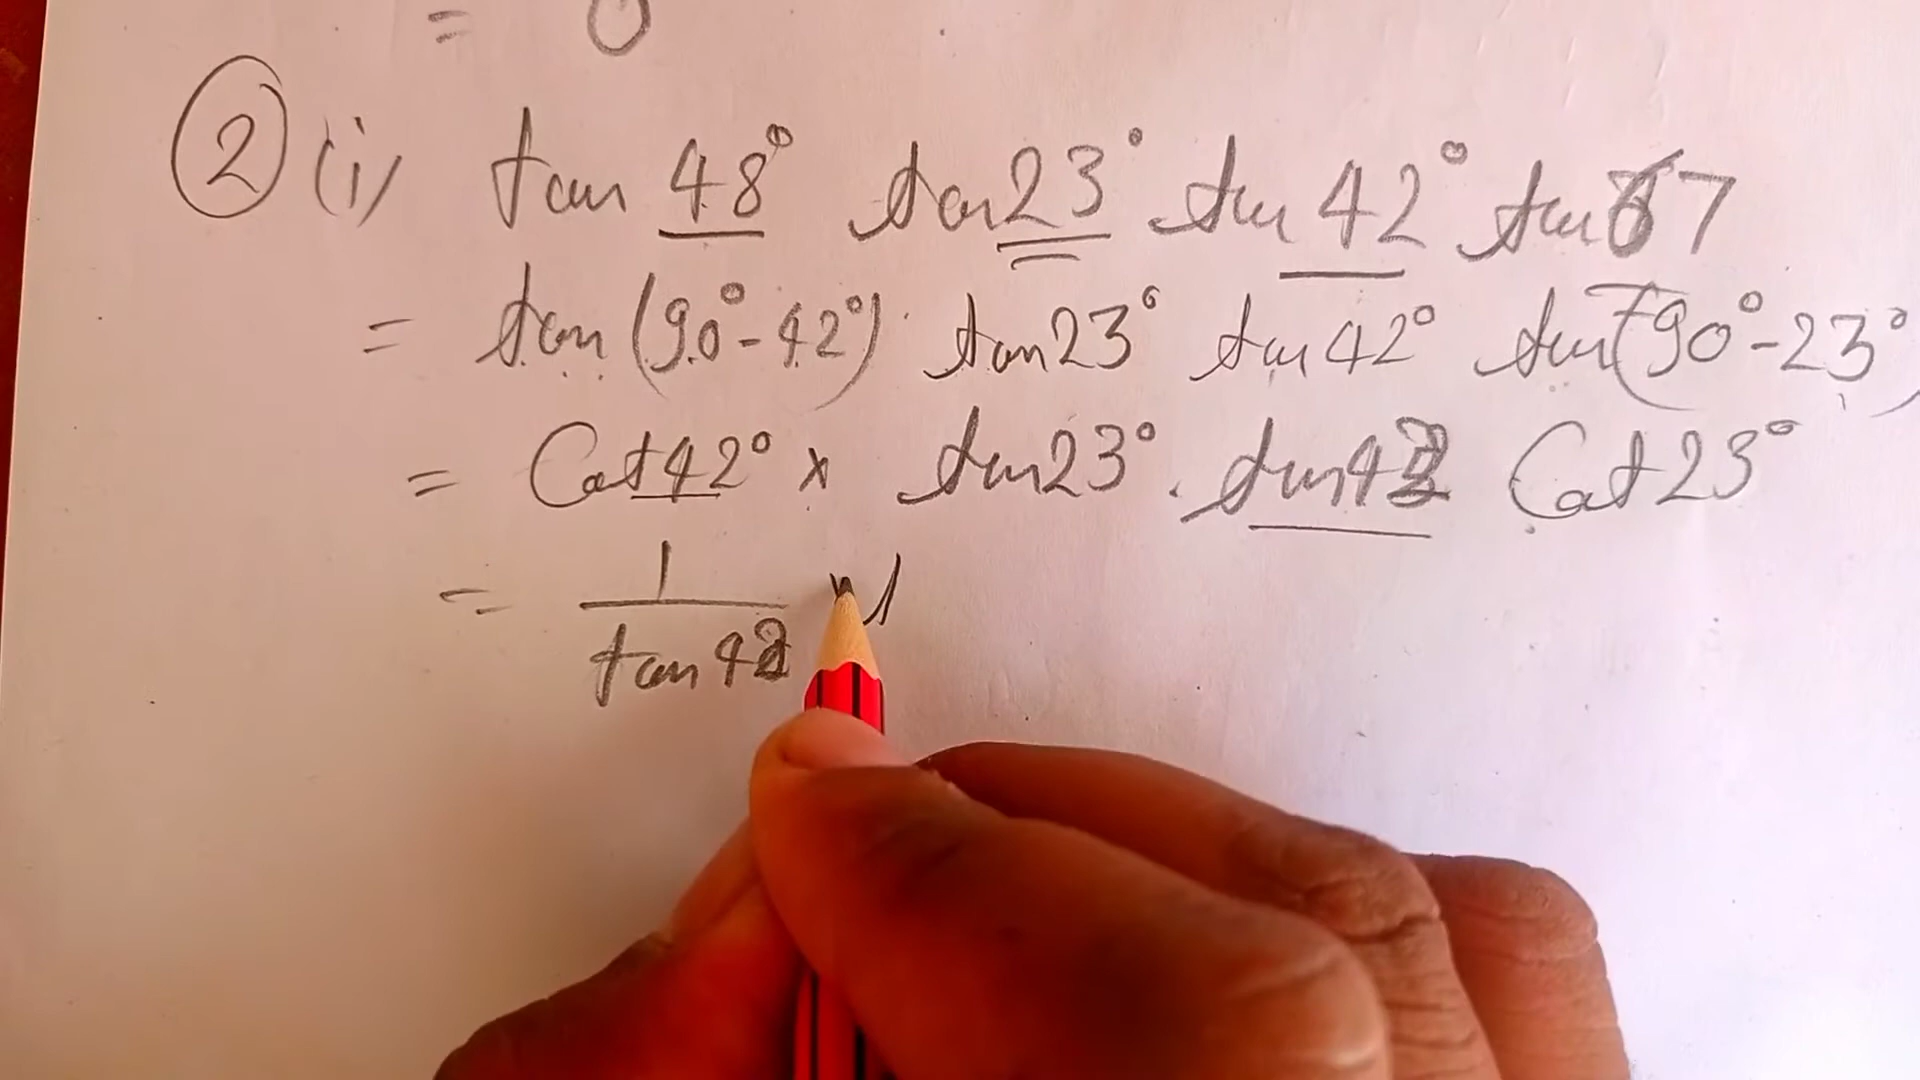 = 0
② (i) tan 48° tan 23° tan 42° tan 67
= tan (90° - 42°) · tan 23° tan 42° tan (90° - 23°)
= Cot 42° × tan 23° . tan 42 Cot 23°
= 1/tan 42